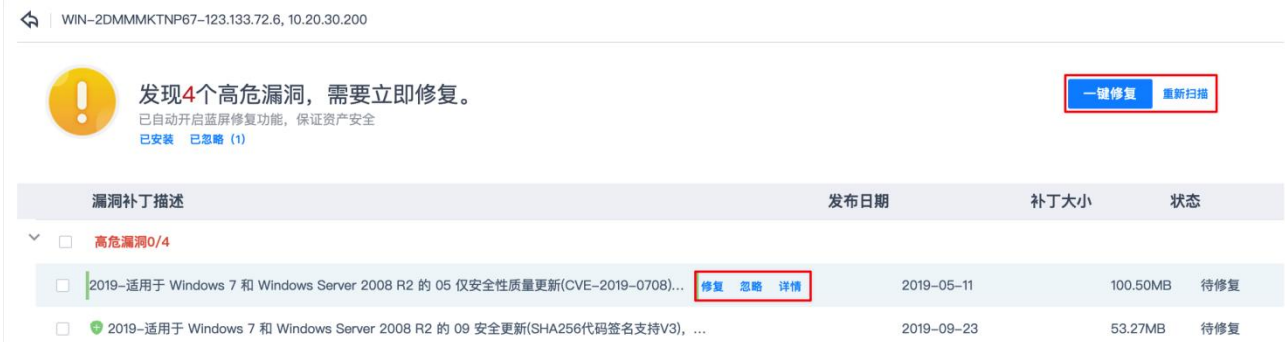 WIN-2DMMMKTNP67-123.133.72.6, 10.20.30.200
发现4个高危漏洞，需要立即修复。
已自动开启蓝屏修复功能，保证资产安全
已安装 已忽略（1）
一键修复 重新扫描
漏洞补丁描述 发布日期 补丁大小 状态
高危漏洞0/4
2019-适用于 Windows 7 和 Windows Server 2008 R2 的 05 仅安全性质量更新(CVE-2019-0708)... 修复 忽略 详情 2019-05-11 100.50MB 待修复
2019-适用于 Windows 7 和 Windows Server 2008 R2 的 09 安全更新(SHA256代码签名支持V3)，... 2019-09-23 53.27MB 待修复